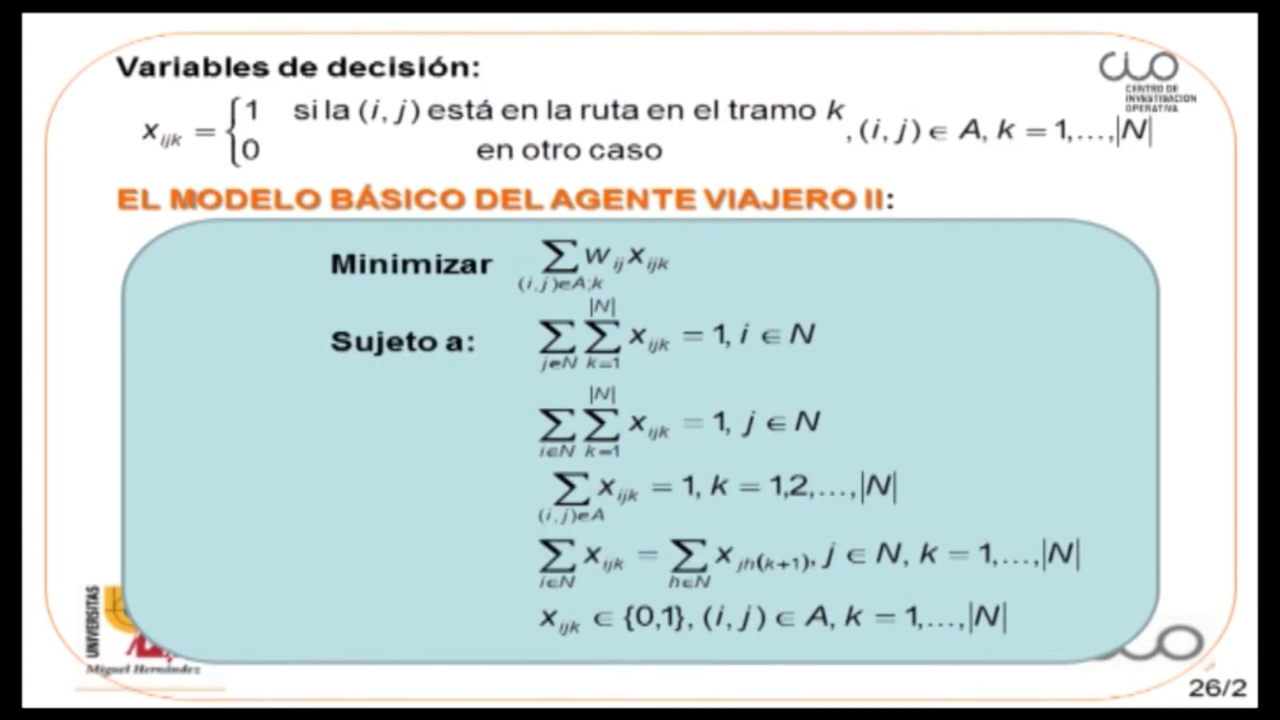 Variables de decisión:
CIO
CENTRO DE
INVESTIGACIÓN
OPERATIVA
x_ijk = {1 si la (i, j) está en la ruta en el tramo k
{0 en otro caso
, (i, j) ∈ A, k = 1,...,|N|
EL MODELO BÁSICO DEL AGENTE VIAJERO II:
Minimizar ∑_{(i,j)∈A;k} w_ij x_ijk
Sujeto a: ∑_{j∈N} ∑_{k=1}^{|N|} x_ijk = 1, i ∈ N
∑_{i∈N} ∑_{k=1}^{|N|} x_ijk = 1, j ∈ N
∑_{(i,j)∈A} x_ijk = 1, k = 1,2,...,|N|
∑_{i∈N} x_ijk = ∑_{h∈N} x_jh(k+1), j ∈ N, k = 1,...,|N|
x_ijk ∈ {0,1}, (i, j) ∈ A, k = 1,...,|N|
UNIVERSITAS
Miguel Hernández
26/2